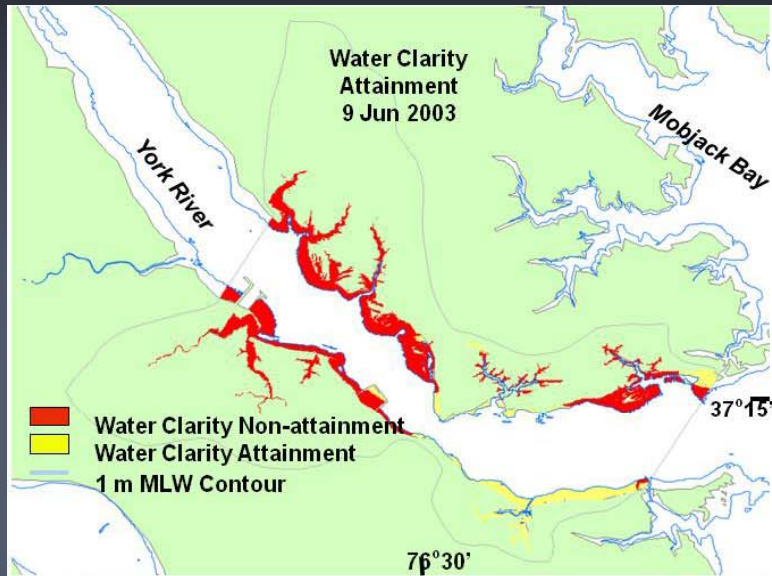 Water Clarity
Attainment
9 Jun 2003
Mobjack Bay
York River
37°15'
Water Clarity Non-attainment
Water Clarity Attainment
1 m MLW Contour
76°30'